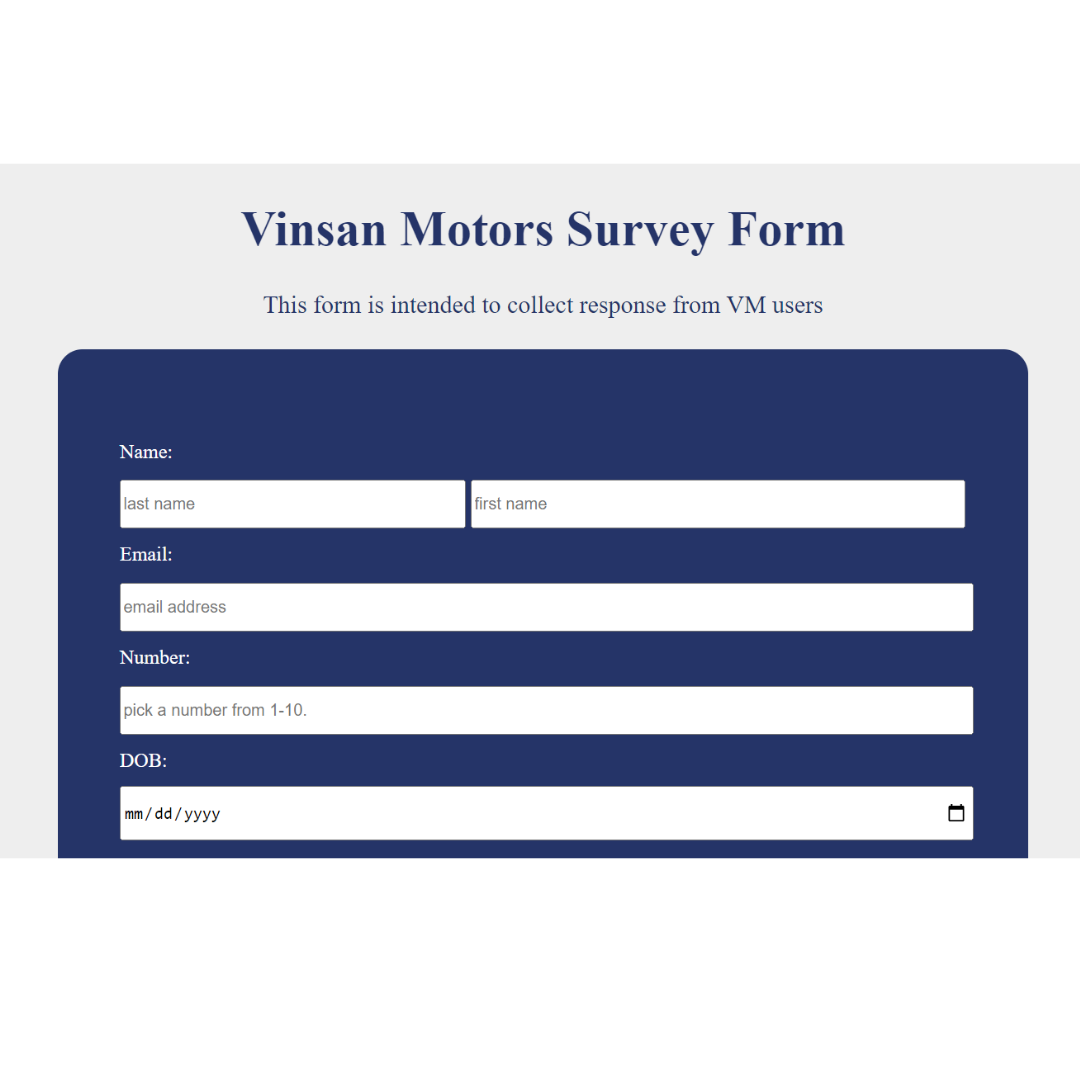 Vinsan Motors Survey Form
This form is intended to collect response from VM users
Name:
last name first name
Email:
email address
Number:
pick a number from 1-10.
DOB:
mm/dd/yyyy